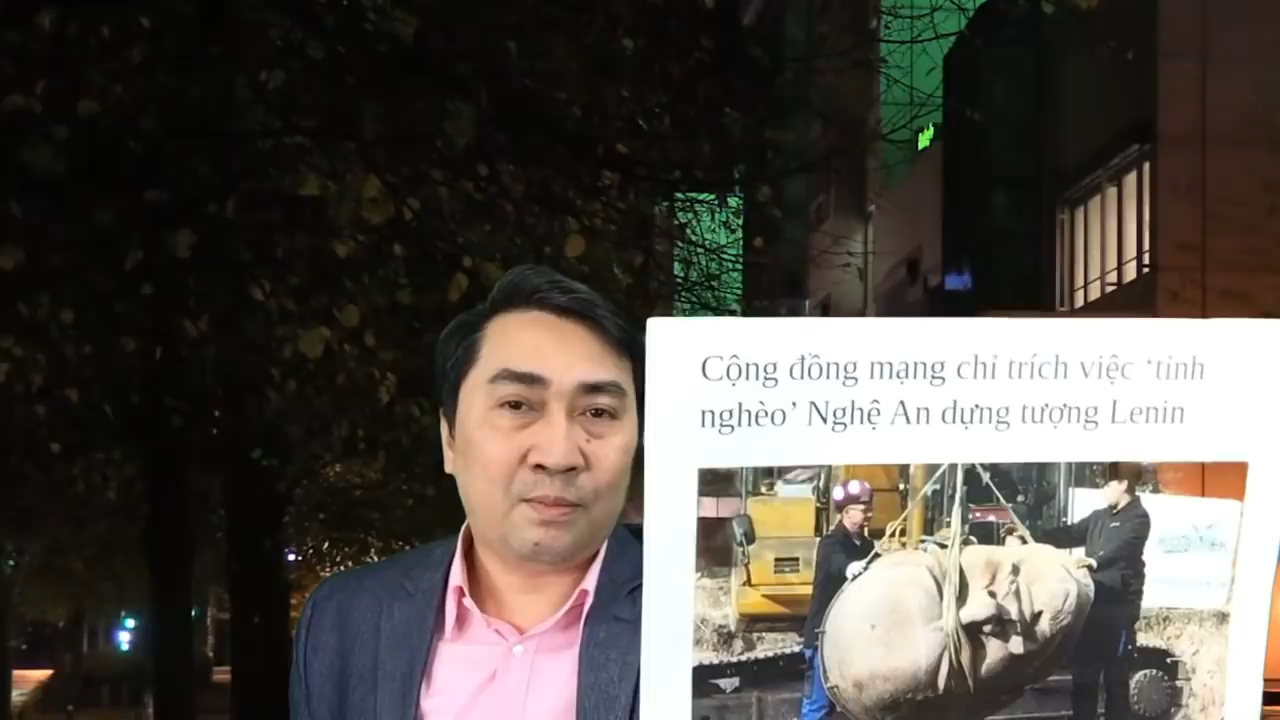 Cộng đồng mạng chỉ trích việc ‘tỉnh
nghèo’ Nghệ An dựng tượng Lenin